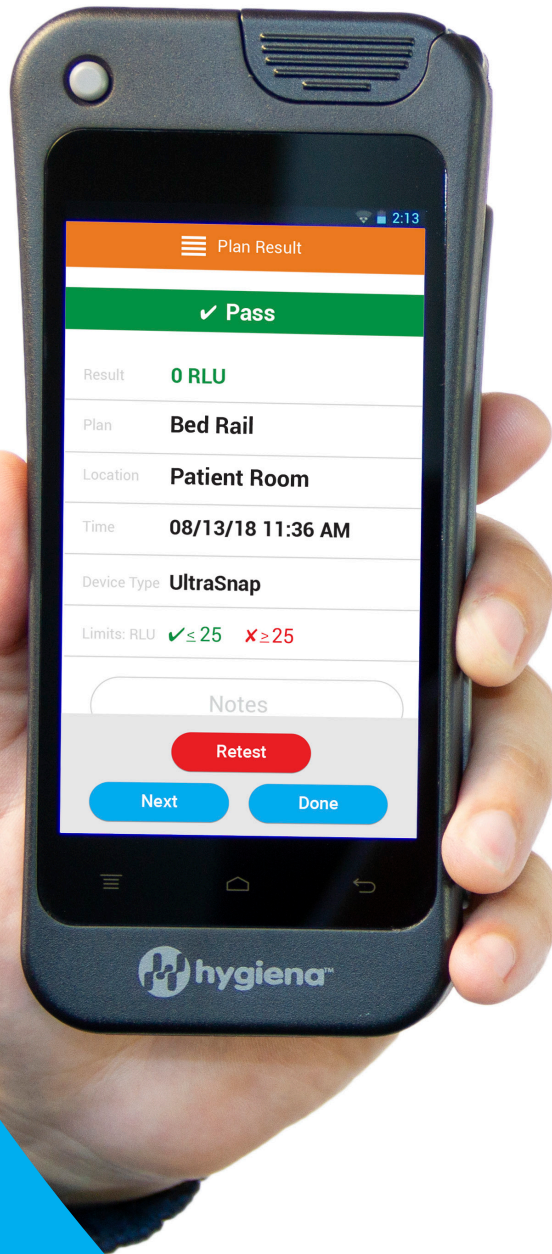 2:13
Plan Result
✔ Pass
Result 0 RLU
Plan Bed Rail
Location Patient Room
Time 08/13/18 11:36 AM
Device Type UltraSnap
Limits: RLU ✔≤ 25 ✘≥25
Notes
Retest
Next Done
hygiena™